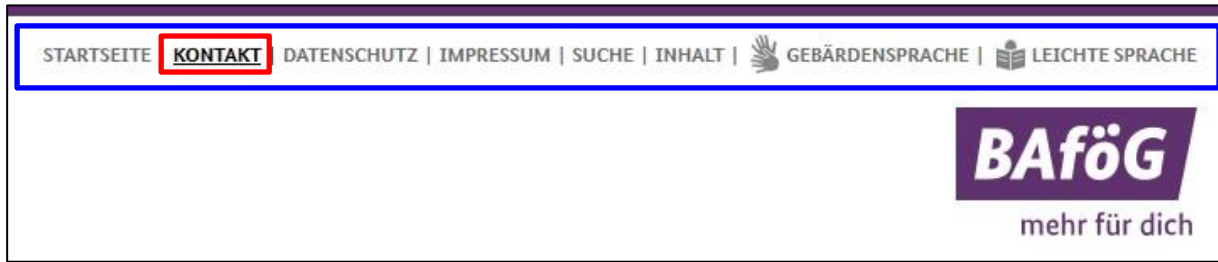 STARTSEITE | KONTAKT | DATENSCHUTZ | IMPRESSUM | SUCHE | INHALT | GEBÄRDENSPRACHE | LEICHTE SPRACHE
BAföG
mehr für dich